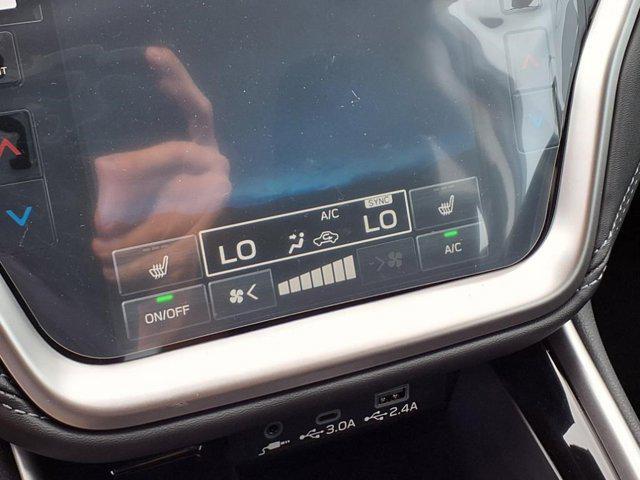 SYNC
A/C
LO
LO
ON/OFF
A/C
3.0A
2.4A